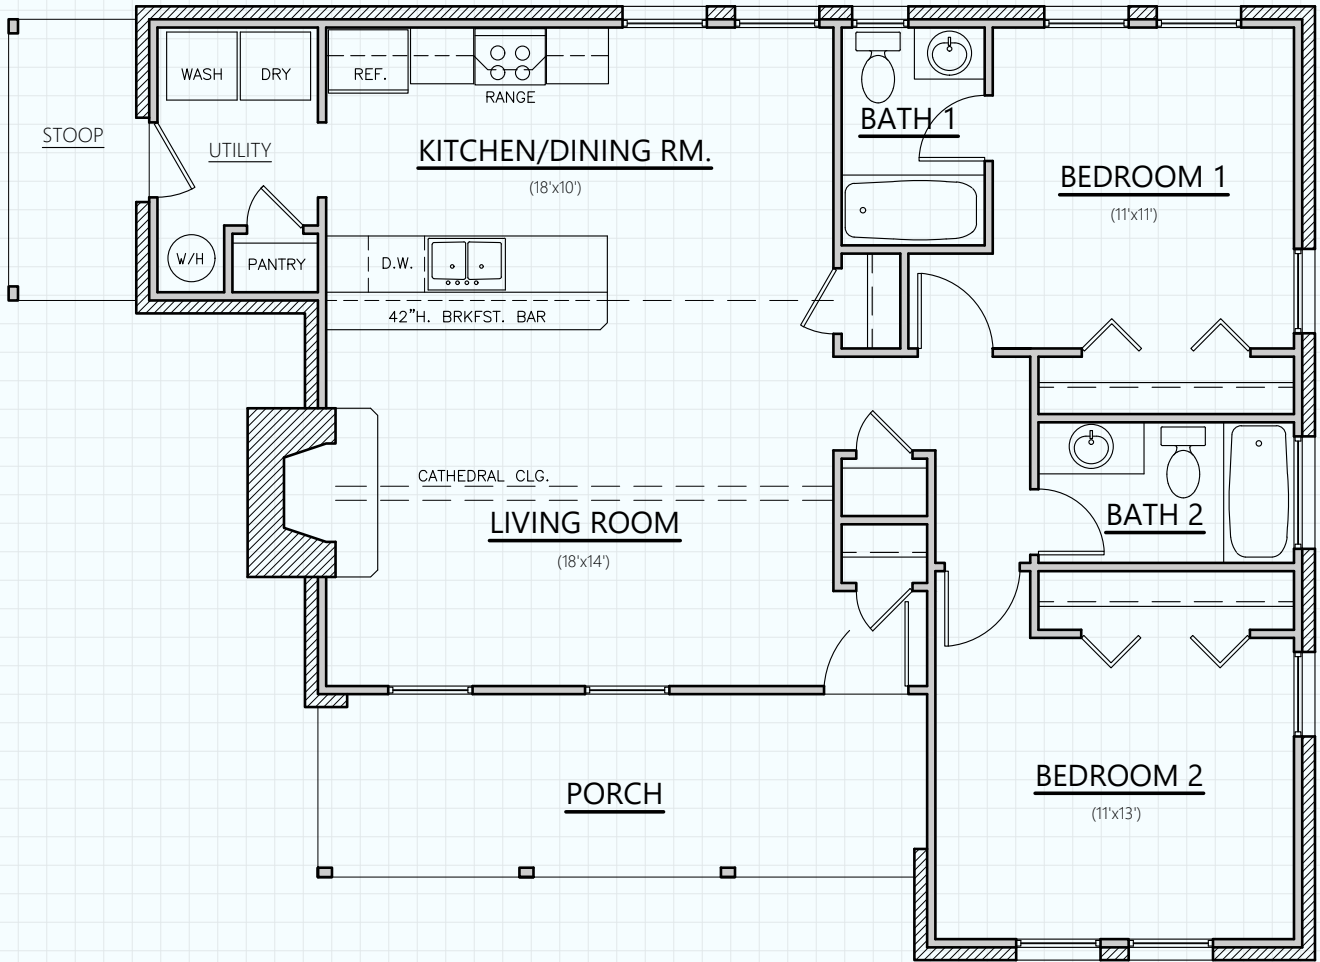 WASH
DRY
REF.
RANGE
STOOP
UTILITY
KITCHEN/DINING RM.
(18'x10')
BATH 1
BEDROOM 1
(11'x11')
W/H
PANTRY
D.W.
42"H. BRKFST. BAR
CATHEDRAL CLG.
LIVING ROOM
(18'x14')
BATH 2
PORCH
BEDROOM 2
(11'x13')